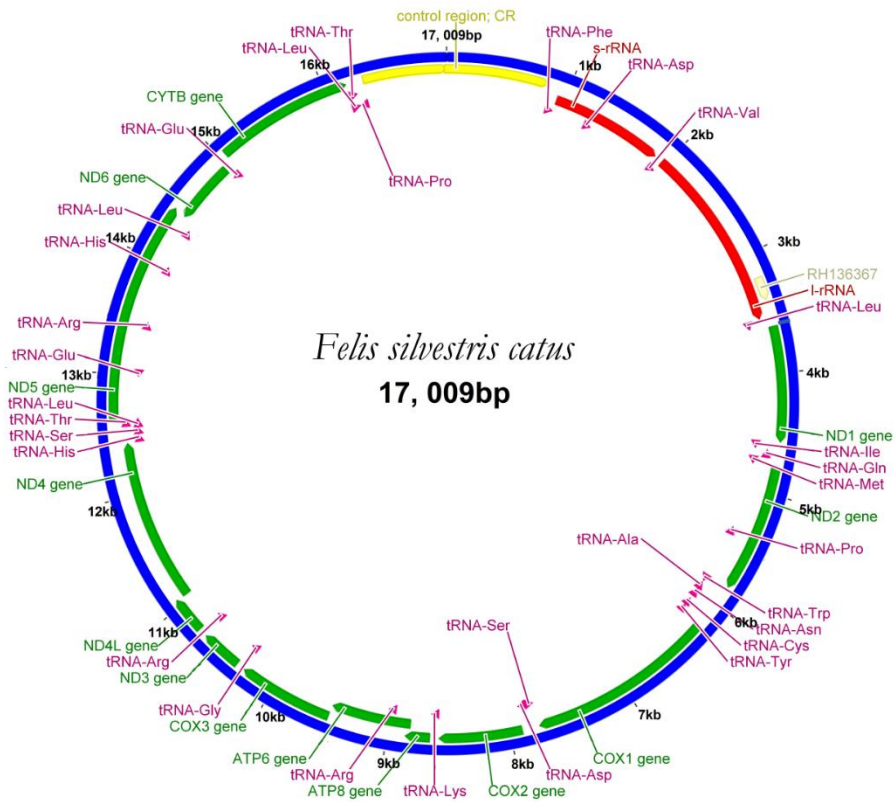 control region; CR
17, 009bp
tRNA-Thr
tRNA-Phe
tRNA-Leu
s-rRNA
16kb
1kb
tRNA-Asp
CYTB gene
tRNA-Val
tRNA-Glu
15kb
2kb
tRNA-Pro
ND6 gene
tRNA-Leu
14kb
tRNA-His
3kb
RH136367
l-rRNA
tRNA-Leu
tRNA-Arg
Felis silvestris catus
17, 009bp
tRNA-Glu
13kb
4kb
ND5 gene
tRNA-Leu
tRNA-Thr
tRNA-Ser
tRNA-His
ND1 gene
tRNA-Ile
tRNA-Gln
tRNA-Met
ND4 gene
12kb
5kb
ND2 gene
tRNA-Ala
tRNA-Pro
tRNA-Trp
6kb
tRNA-Asn
tRNA-Cys
tRNA-Tyr
tRNA-Ser
11kb
ND4L gene
tRNA-Arg
ND3 gene
tRNA-Gly
COX3 gene
10kb
7kb
ATP6 gene
9kb
8kb
COX1 gene
tRNA-Arg
tRNA-Asp
ATP8 gene
tRNA-Lys
COX2 gene